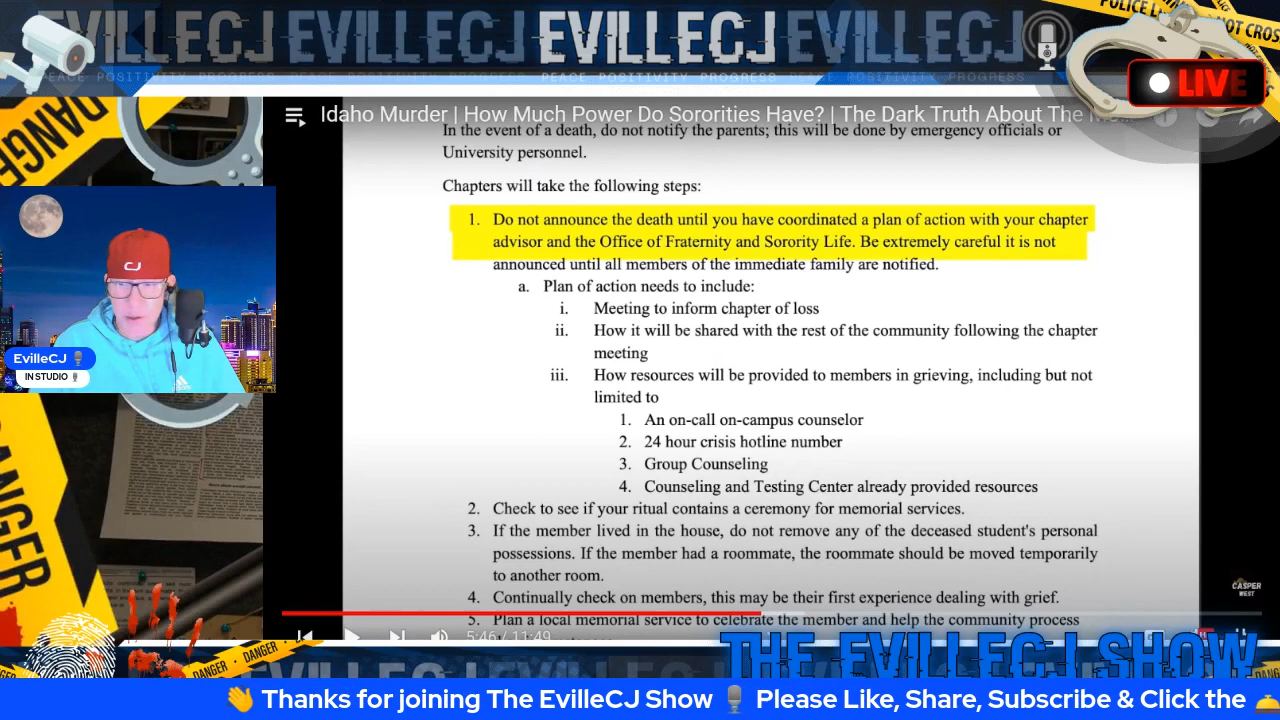 EVILLECJ EVILLECJ EVILLECJ EVILLECJ
PEACE POSITIVITY PROGRESS PEACE POSITIVITY PROGRESS PEACE POSITIVITY PROGRESS PEACE POSITIVITY PROGRESS
POLICE
NOT CROS
LIVE
DANGER
Idaho Murder | How Much Power Do Sororities Have? | The Dark Truth About The
In the event of a death, do not notify the parents; this will be done by emergency officials or
University personnel.
Chapters will take the following steps:
1. Do not announce the death until you have coordinated a plan of action with your chapter
advisor and the Office of Fraternity and Sorority Life. Be extremely careful it is not
announced until all members of the immediate family are notified.
a. Plan of action needs to include:
i. Meeting to inform chapter of loss
ii. How it will be shared with the rest of the community following the chapter
meeting
iii. How resources will be provided to members in grieving, including but not
limited to
1. An on-call on-campus counselor
2. 24 hour crisis hotline number
3. Group Counseling
4. Counseling and Testing Center already provided resources
2. Check to see if your ritual contains a ceremony for memorial services.
3. If the member lived in the house, do not remove any of the deceased student's personal
possessions. If the member had a roommate, the roommate should be moved temporarily
to another room.
4. Continually check on members, this may be their first experience dealing with grief.
5. Plan a local memorial service to celebrate the member and help the community process
CJ
EvilleCJ
IN STUDIO
DANGER
CASPER
WEST
5:46 / 11:49
DANGER DANGER DANGER
THE EVILLECJ SHOW
👋 Thanks for joining The EvilleCJ Show 🎙️ Please Like, Share, Subscribe & Click the 🛎️